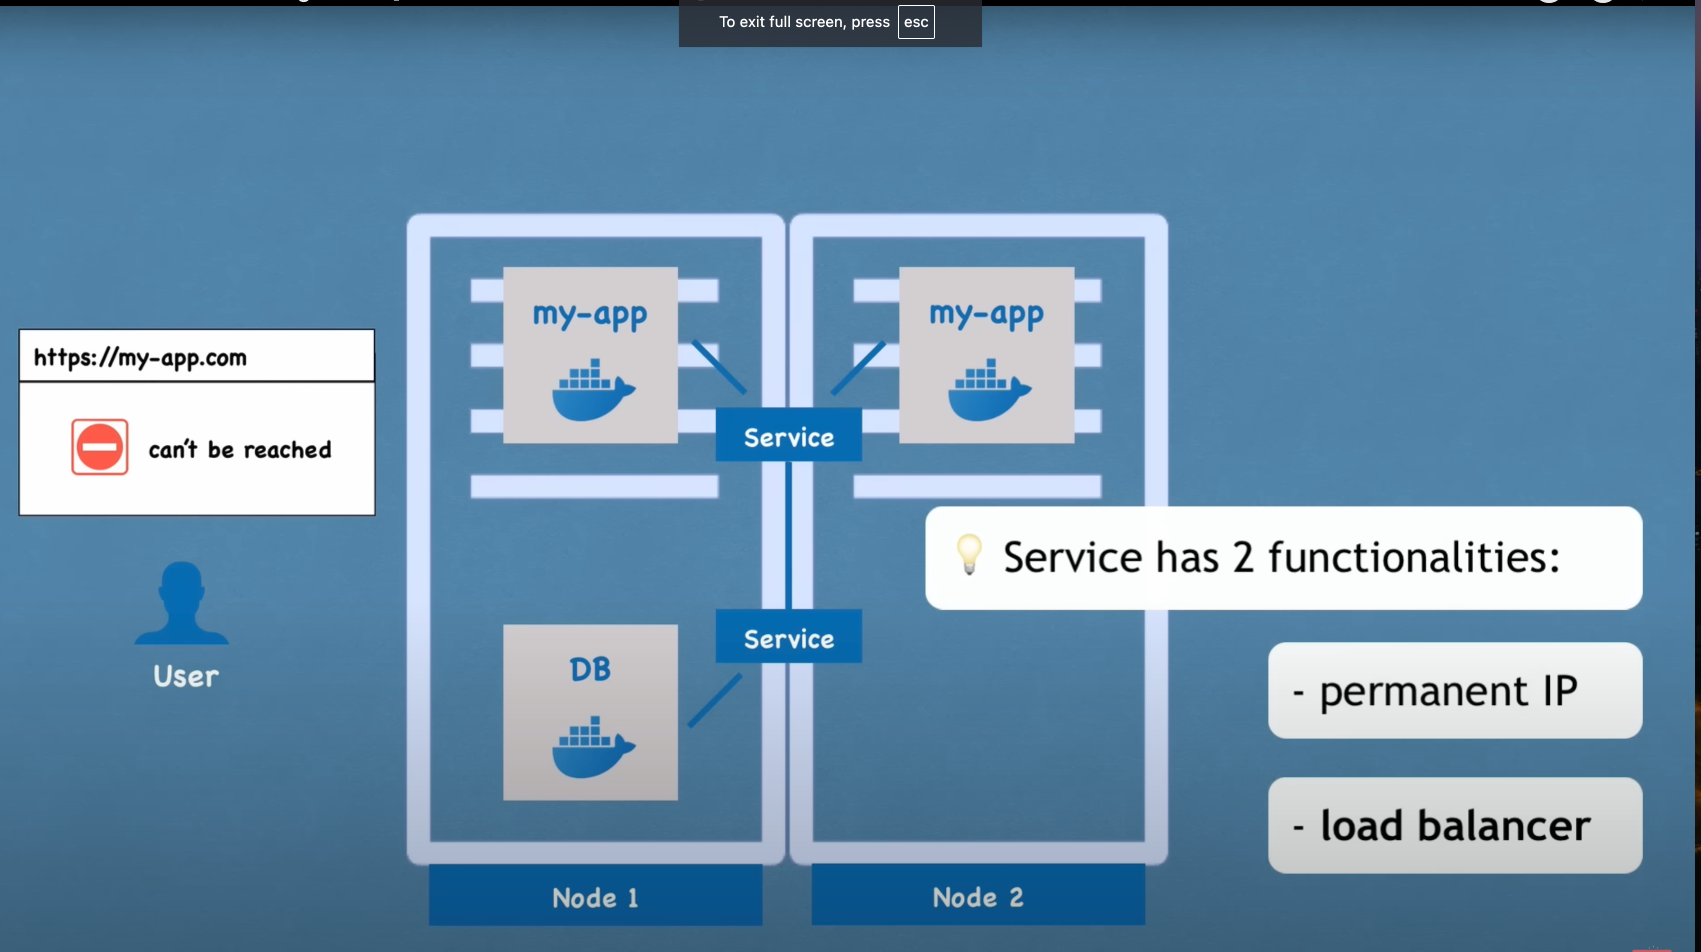 To exit full screen, press esc
https://my-app.com
can't be reached
User
my-app
my-app
Service
Service
DB
Node 1
Node 2
💡 Service has 2 functionalities:
- permanent IP
- load balancer